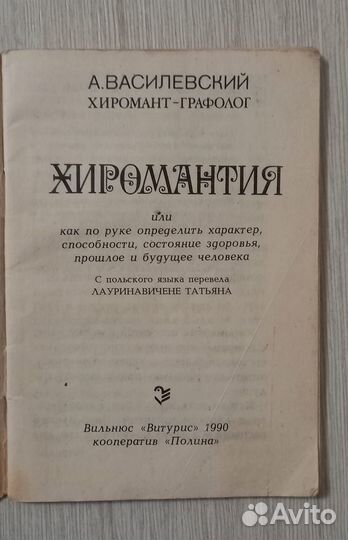 А.ВАСИЛЕВСКИЙ
ХИРОМАНТ-ГРАФОЛОГ
ХИРОМАНТИЯ
или
как по руке определить характер,
способности, состояние здоровья,
прошлое и будущее человека
С польского языка перевела
ЛАУРИНАВИЧЕНЕ ТАТЬЯНА
Вильнюс «Витурис» 1990
кооператив «Полина»
Avito